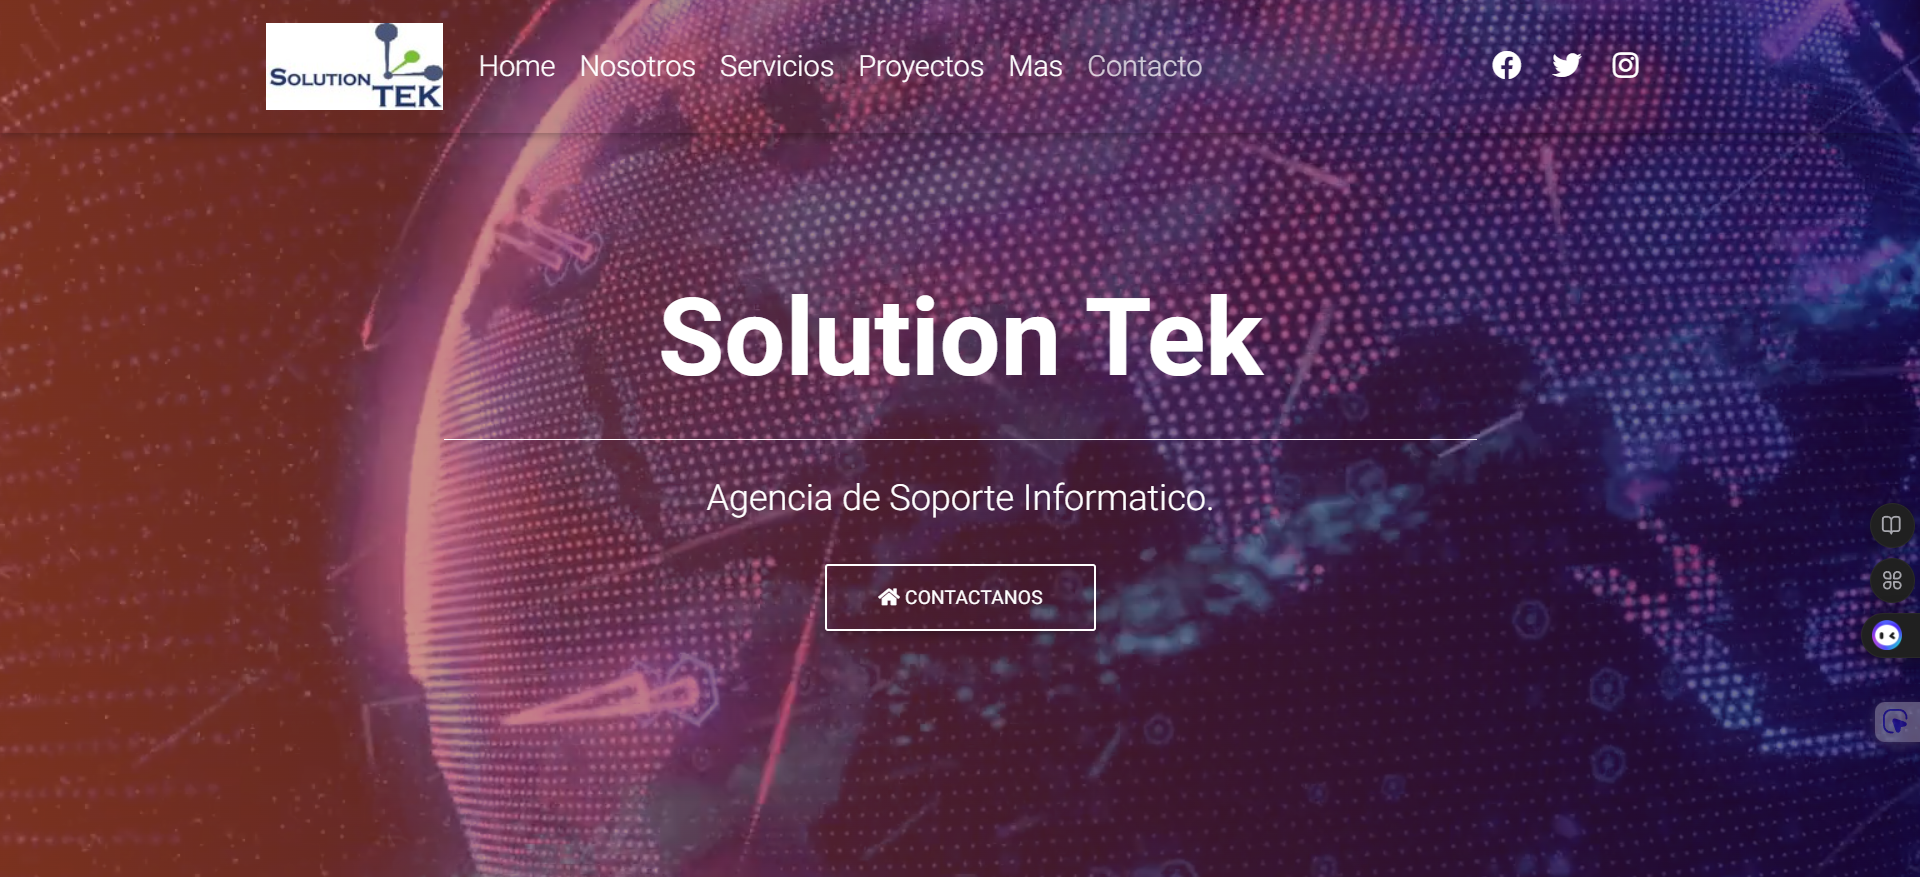 SOLUTION
TEK
Home Nosotros Servicios Proyectos Mas Contacto
Solution Tek
Agencia de Soporte Informatico.
CONTACTANOS